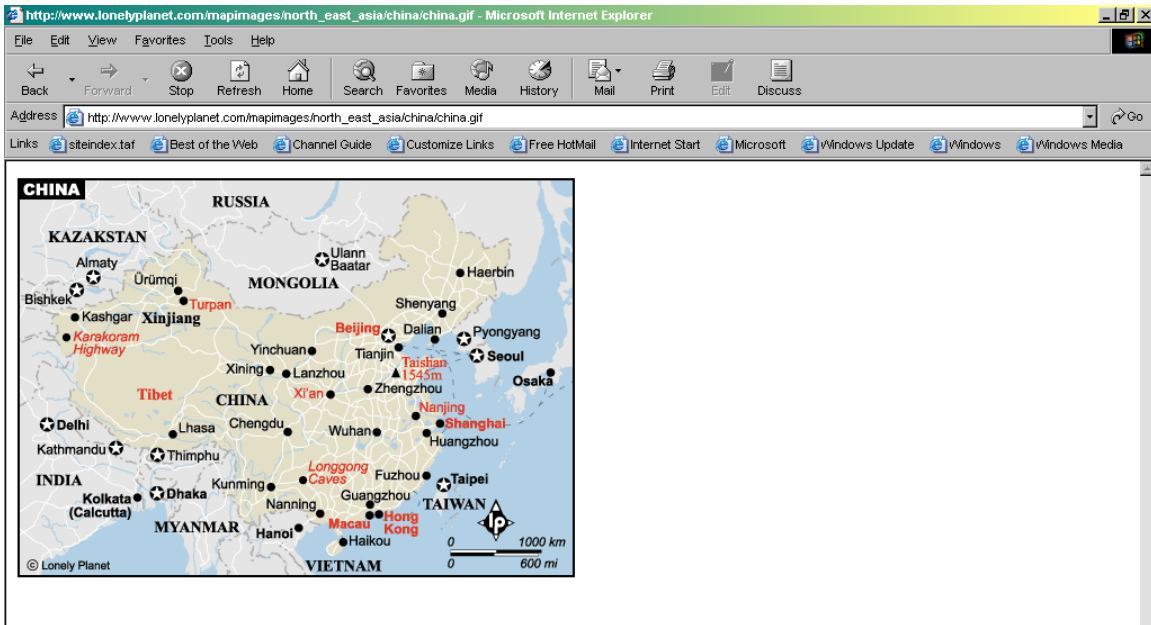 http://www.lonelyplanet.com/mapimages/north_east_asia/china/china.gif - Microsoft Internet Explorer
File Edit View Favorites Tools Help
Back Forward Stop Refresh Home Search Favorites Media History Mail Print Edit Discuss
Address http://www.lonelyplanet.com/mapimages/north_east_asia/china/china.gif Go
Links siteindex.taf Best of the Web Channel Guide Customize Links Free HotMail Internet Start Microsoft Windows Update Windows Windows Media
CHINA
RUSSIA
KAZAKSTAN
Almaty
Ulann
Baatar
Haerbin
Ürümqi
MONGOLIA
Bishkek
Turpan
Shenyang
Kashgar
Xinjiang
Beijing
Dalian
Pyongyang
Karakoram
Highway
Yinchuan
Tianjin
Seoul
Xining
Lanzhou
Taishan
1545m
Osaka
Tibet
CHINA
Xi'an
Zhengzhou
Nanjing
Delhi
Lhasa
Chengdu
Wuhan
Shanghai
Huangzhou
Kathmandu
Thimphu
Longgong
Caves
Fuzhou
Taipei
INDIA
Kunming
Kolkata
(Calcutta)
Dhaka
Guangzhou
TAIWAN
Nanning
MYANMAR
Hanoi
Macau
Hong
Kong
lp
Haikou
0 1000 km
0 600 mi
© Lonely Planet
VIETNAM